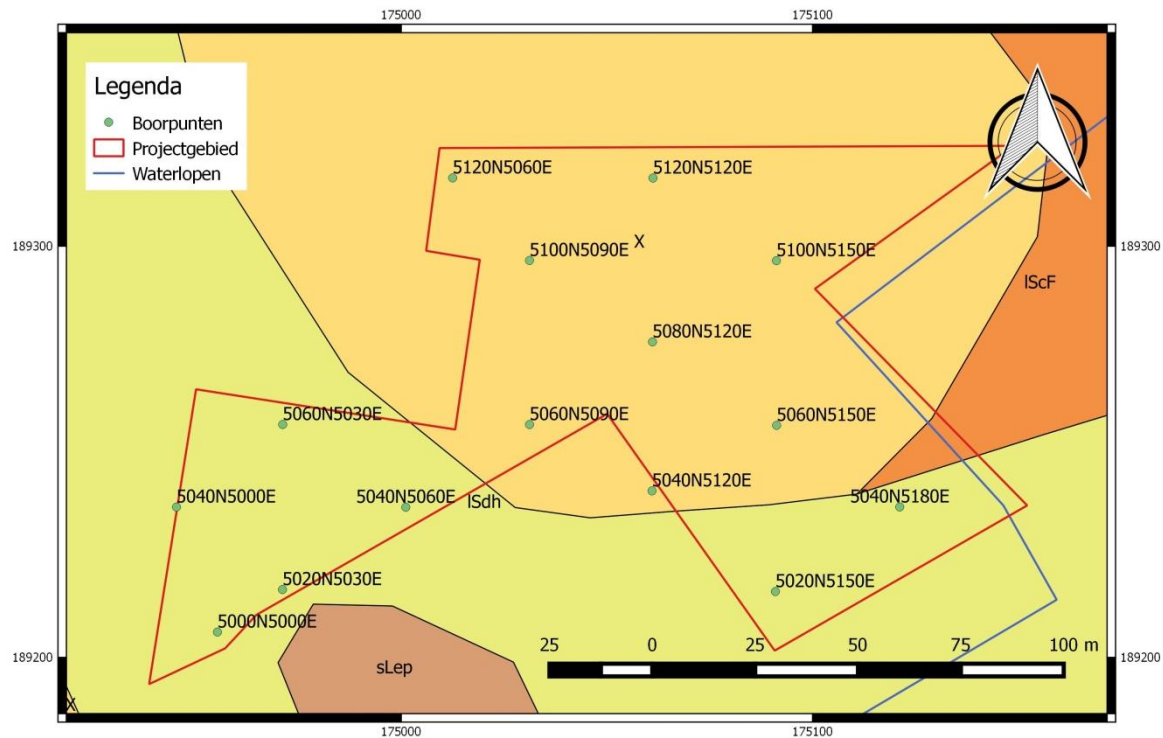 175000 175100
Legenda
Boorpunten
Projectgebied
Waterlopen
5120N5060E 5120N5120E
189300 5100N5090E X 5100N5150E 189300
lScF
5080N5120E
5060N5030E 5060N5090E 5060N5150E
5040N5120E
5040N5000E 5040N5060E lSdh 5040N5180E
5020N5030E 5020N5150E
5000N5000E
25 0 25 50 75 100 m
189200 sLep 189200
X
175000 175100